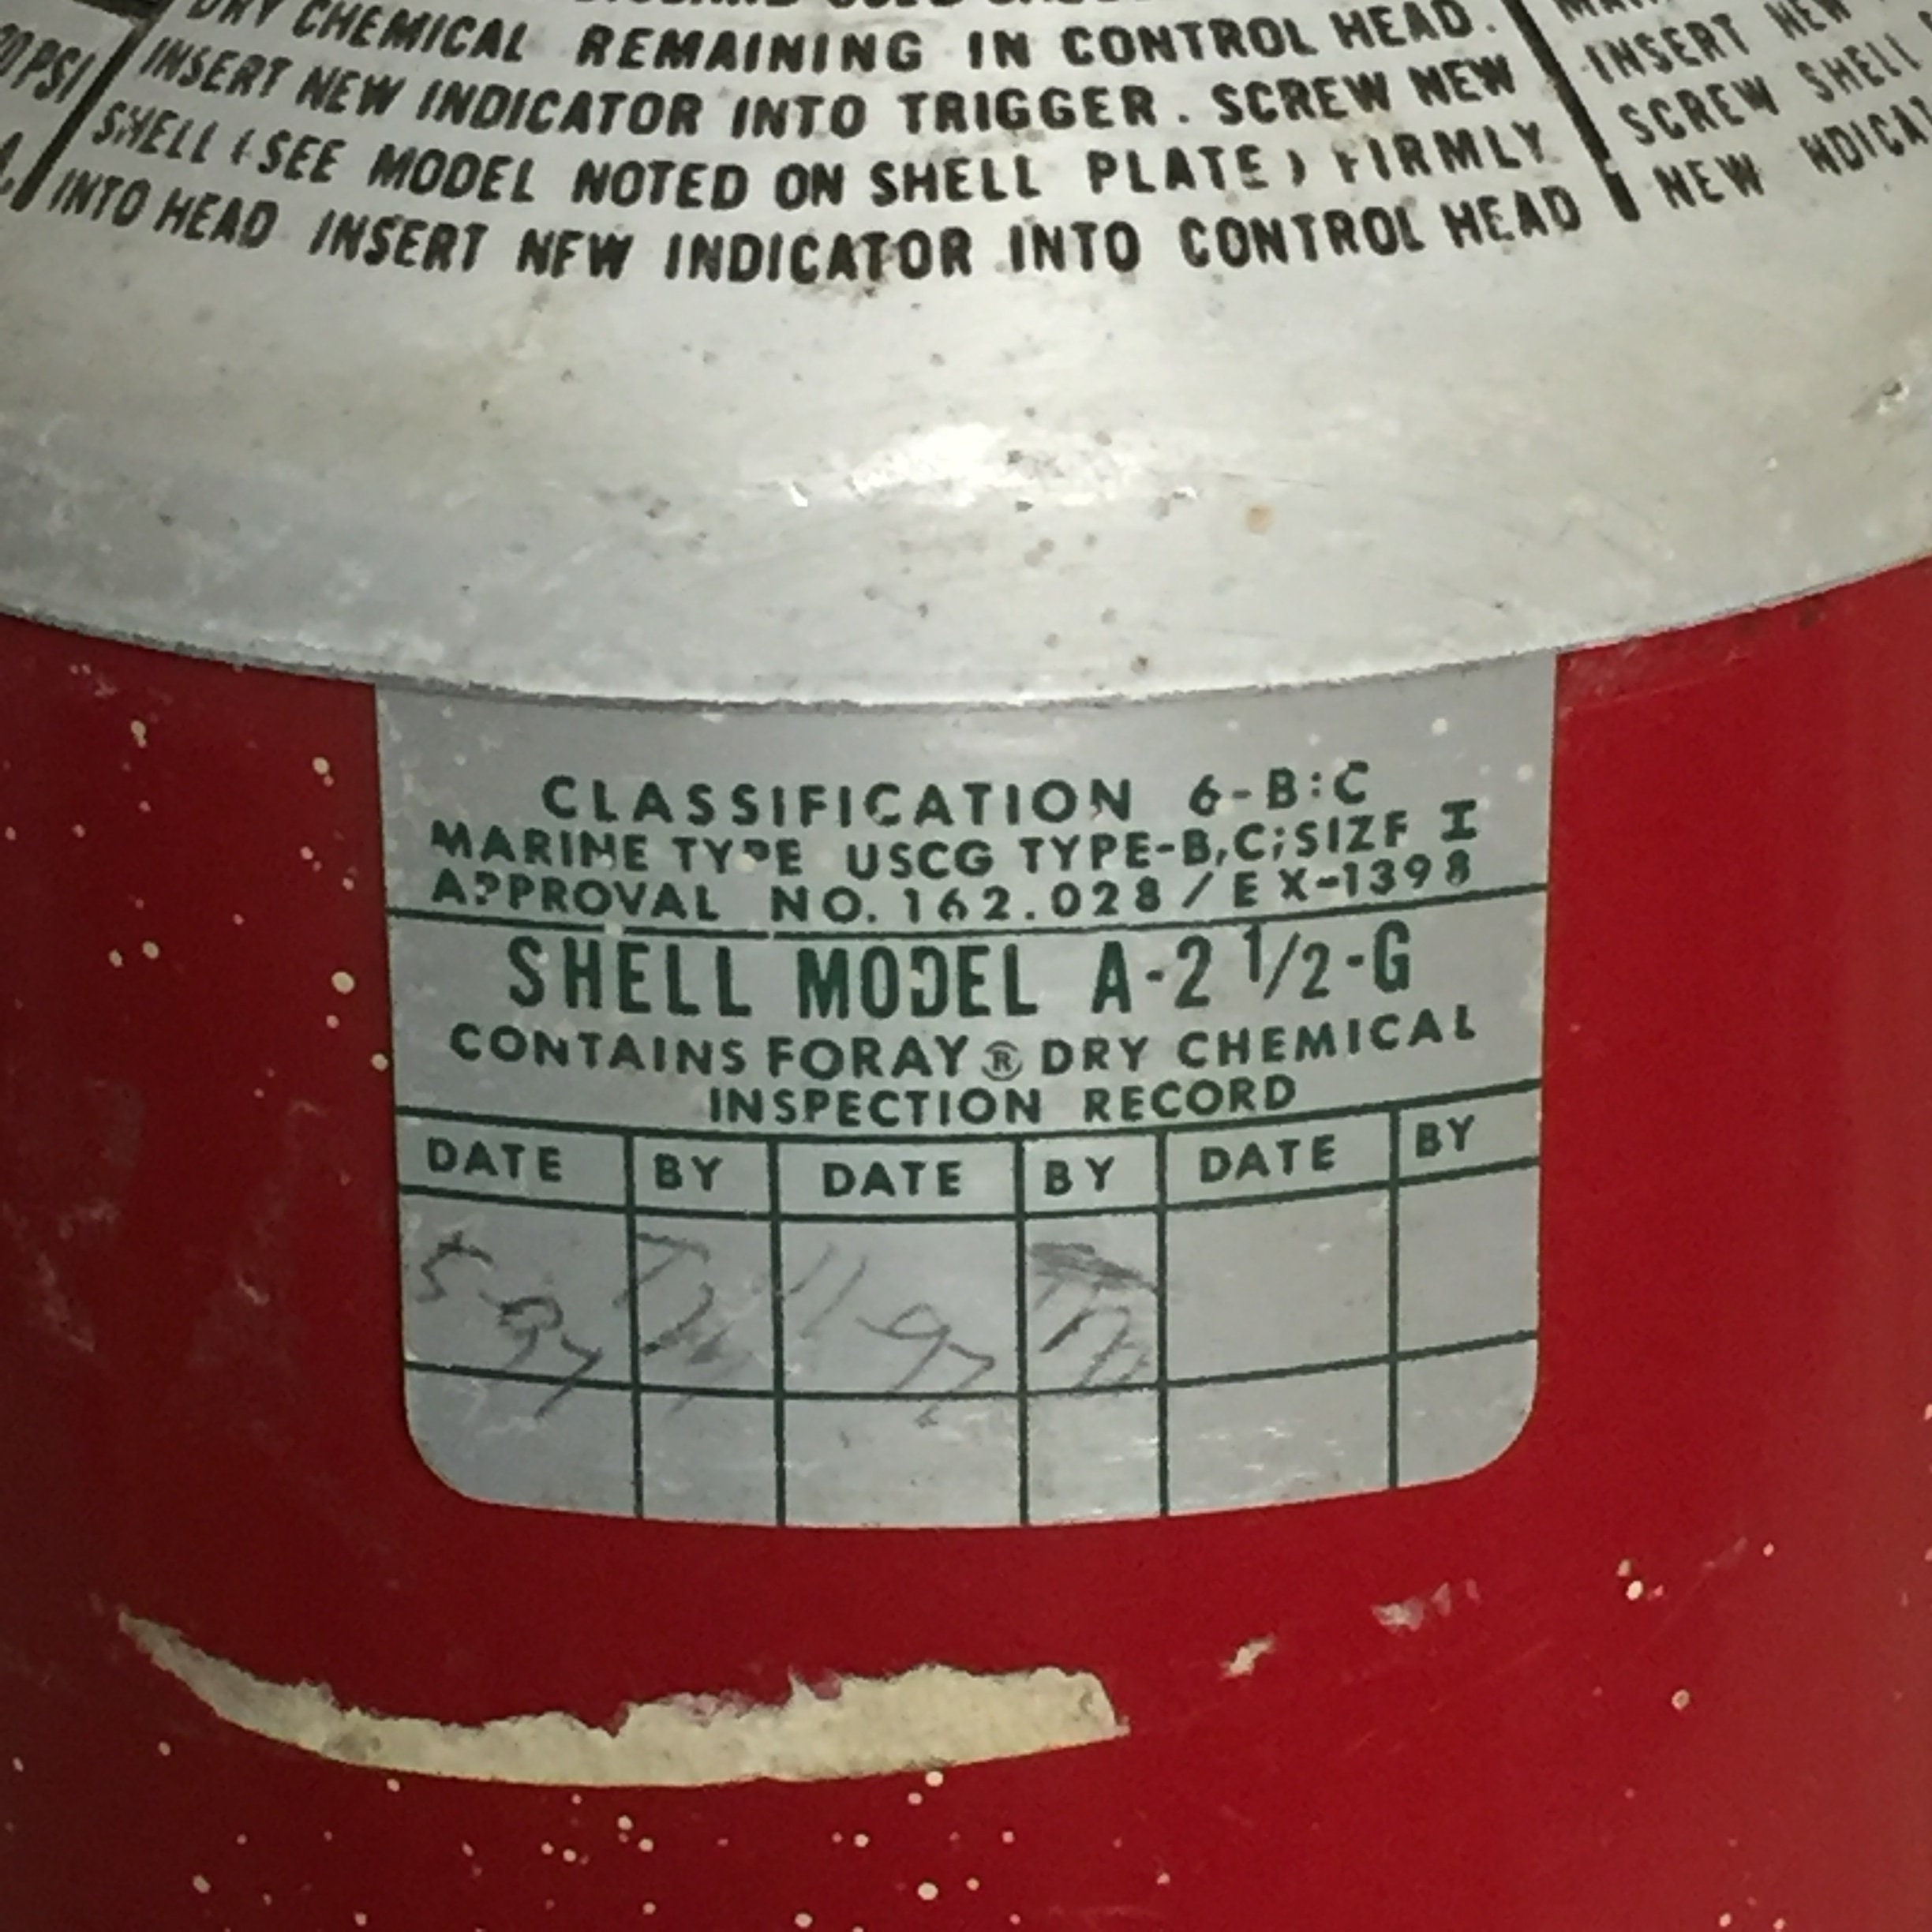 DRY CHEMICAL REMAINING IN CONTROL HEAD.
INSERT NEW INDICATOR INTO TRIGGER. SCREW NEW
SHELL (SEE MODEL NOTED ON SHELL PLATE) FIRMLY
INTO HEAD INSERT NEW INDICATOR INTO CONTROL HEAD
PSI
INSERT NEW
SCREW SHELL
NEW
CLASSIFICATION 6-B:C
MARINE TYPE USCG TYPE-B,C;SIZE I
APPROVAL NO. 162.028/EX-1398
SHELL MODEL A-2 1/2-G
CONTAINS FORAY® DRY CHEMICAL
INSPECTION RECORD
DATE BY DATE BY DATE BY
5-97 11-97